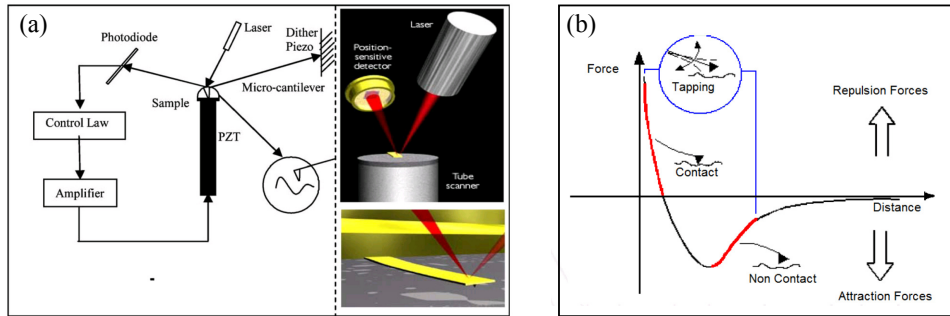 (a)
Laser
Photodiode
Dither
Piezo
Micro-cantilever
Sample
Control Law
PZT
Amplifier
Laser
Position-
sensitive
detector
Tube
scanner
(b)
Force
Tapping
Repulsion Forces
Contact
Distance
Non Contact
Attraction Forces